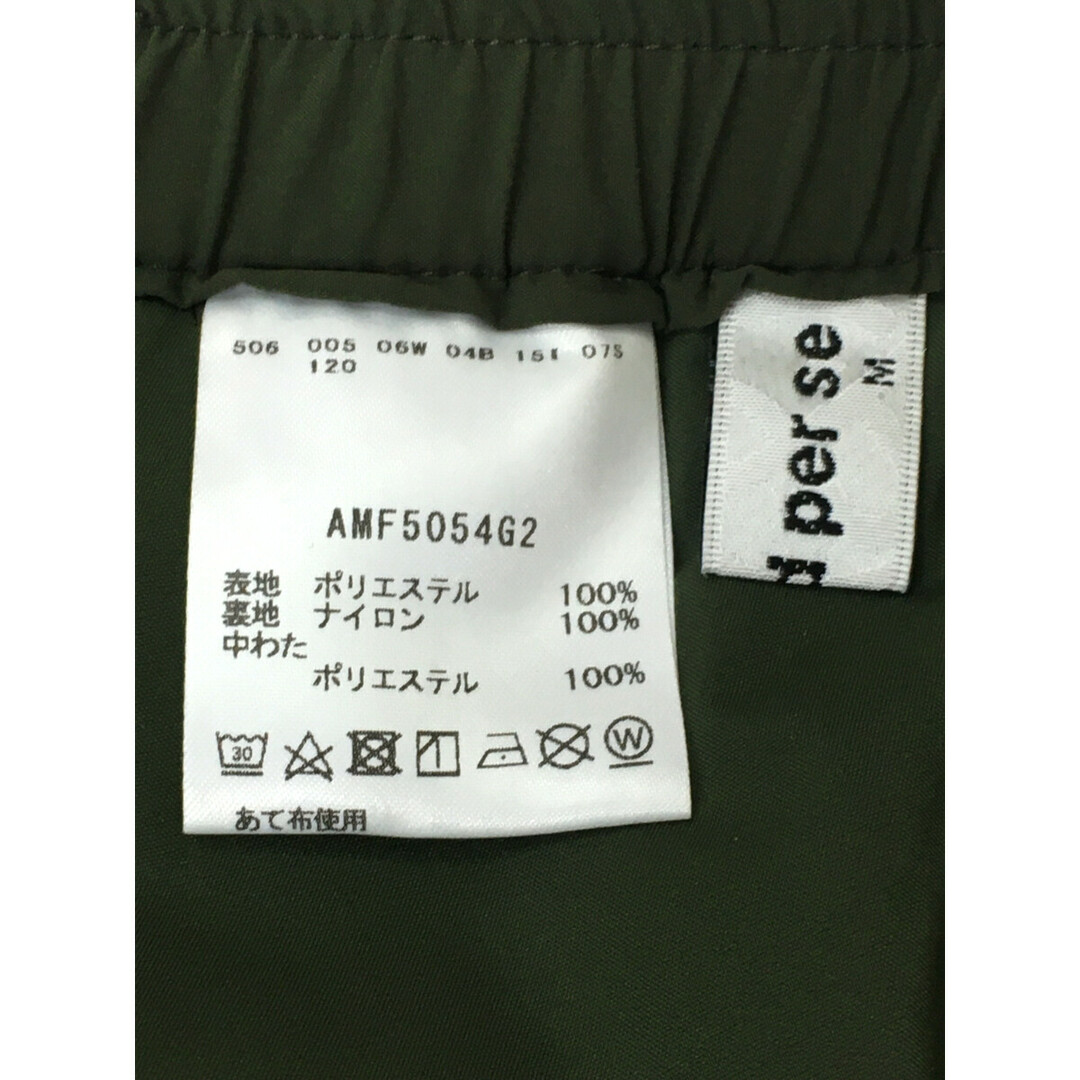 506 005 06W 04B 15I 07S
120
AMF5054G2
表地 ポリエステル 100%
裏地 ナイロン 100%
中わた
ポリエステル 100%
30 W
あて布使用
d per se
M